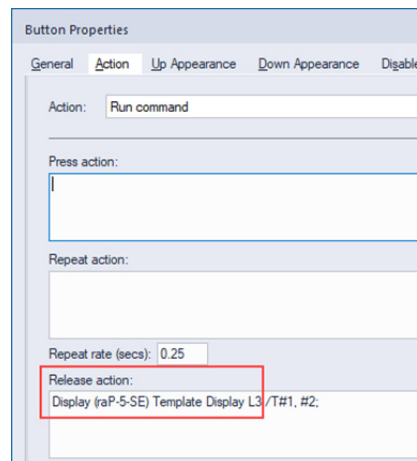 Button Properties
General Action Up Appearance Down Appearance Disable
Action: Run command
Press action:
Repeat action:
Repeat rate (secs): 0.25
Release action:
Display (raP-5-SE) Template Display L3 /T#1, #2;